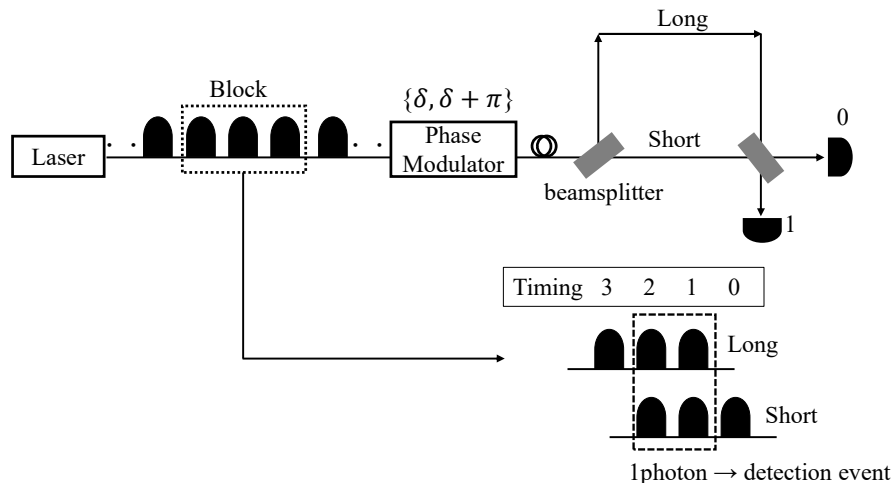 Long
Block
{δ, δ + π}
0
Laser
Phase
Modulator
Short
beamsplitter
1
Timing 3 2 1 0
Long
Short
1photon → detection event